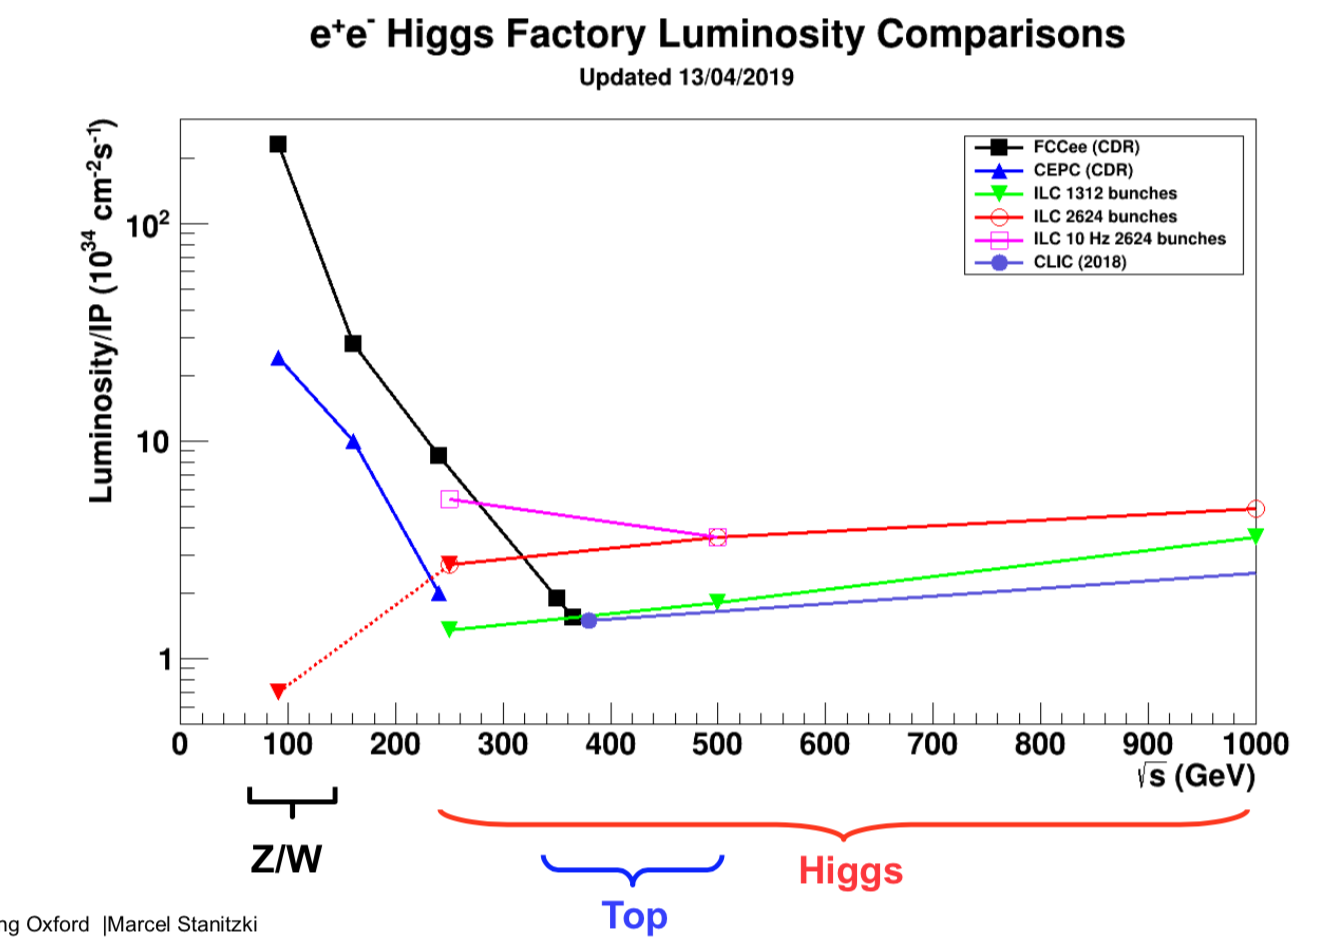 e⁺e⁻ Higgs Factory Luminosity Comparisons
Updated 13/04/2019
Luminosity/IP (10³⁴ cm⁻²s⁻¹)
FCCee (CDR)
CEPC (CDR)
ILC 1312 bunches
ILC 2624 bunches
ILC 10 Hz 2624 bunches
CLIC (2018)
10²
10
1
0 100 200 300 400 500 600 700 800 900 1000
√s (GeV)
Z/W
Higgs
Top
ng Oxford |Marcel Stanitzki